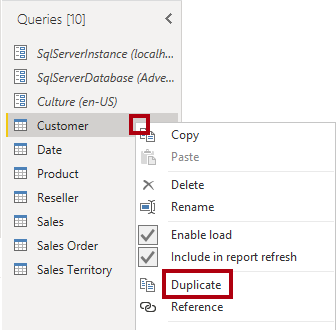 Queries [10]
SqlServerInstance (localh...
SqlServerDatabase (Adve...
Culture (en-US)
Customer
Date
Product
Reseller
Sales
Sales Order
Sales Territory
Copy
Paste
Delete
Rename
Enable load
Include in report refresh
Duplicate
Reference